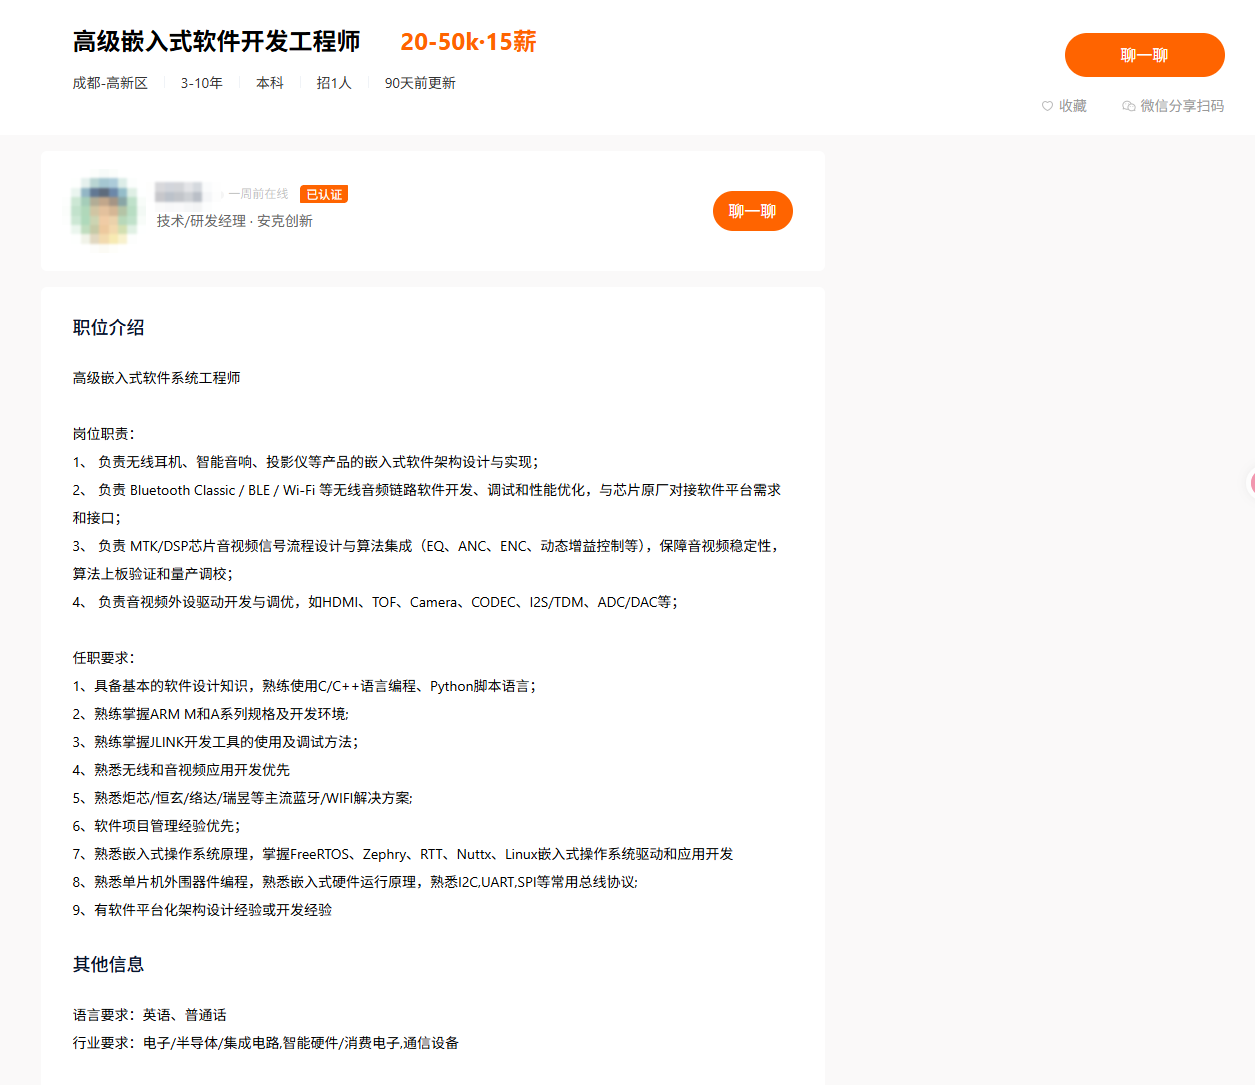 高级嵌入式软件开发工程师 20-50k·15薪
成都-高新区 3-10年 本科 招1人 90天前更新
聊一聊
收藏 微信分享扫码
一周前在线 已认证
技术/研发经理 · 安克创新
聊一聊
职位介绍
高级嵌入式软件系统工程师
岗位职责：
1、 负责无线耳机、智能音响、投影仪等产品的嵌入式软件架构设计与实现；
2、 负责 Bluetooth Classic / BLE / Wi-Fi 等无线音频链路软件开发、调试和性能优化，与芯片原厂对接软件平台需求
和接口；
3、 负责 MTK/DSP芯片音视频信号流程设计与算法集成（EQ、ANC、ENC、动态增益控制等），保障音视频稳定性，
算法上板验证和量产调校；
4、 负责音视频外设驱动开发与调优，如HDMI、TOF、Camera、CODEC、I2S/TDM、ADC/DAC等；
任职要求：
1、具备基本的软件设计知识，熟练使用C/C++语言编程、Python脚本语言；
2、熟练掌握ARM M和A系列规格及开发环境;
3、熟练掌握JLINK开发工具的使用及调试方法；
4、熟悉无线和音视频应用开发优先
5、熟悉炬芯/恒玄/络达/瑞昱等主流蓝牙/WIFI解决方案;
6、软件项目管理经验优先；
7、熟悉嵌入式操作系统原理，掌握FreeRTOS、Zephry、RTT、Nuttx、Linux嵌入式操作系统驱动和应用开发
8、熟悉单片机外围器件编程，熟悉嵌入式硬件运行原理，熟悉I2C,UART,SPI等常用总线协议;
9、有软件平台化架构设计经验或开发经验
其他信息
语言要求：英语、普通话
行业要求：电子/半导体/集成电路,智能硬件/消费电子,通信设备